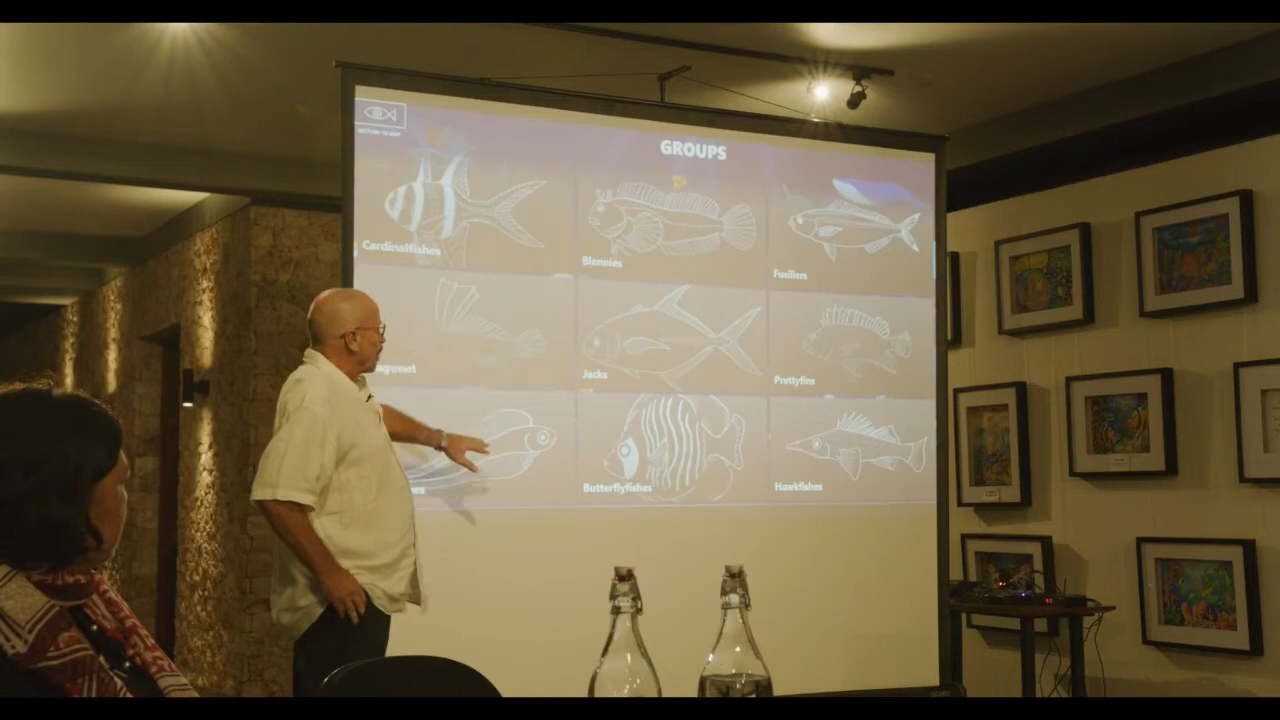 GROUPS
Cardinalfishes
Blennies
Fusiliers
Jacks
Prettyfins
Butterflyfishes
Hawkfishes